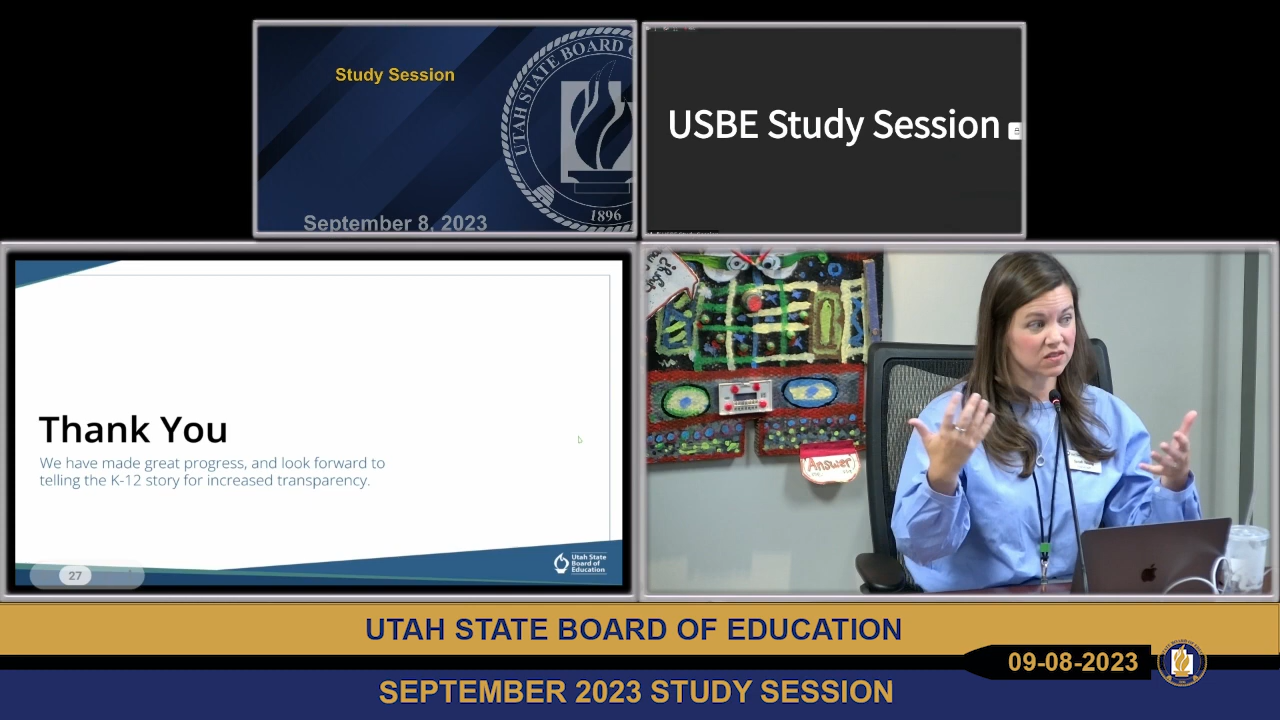 Study Session
UTAH STATE BOARD O
1896
September 8, 2023
USBE Study Session
Thank You
We have made great progress, and look forward to
telling the K-12 story for increased transparency.
27
Utah State
Board of
Education
Answer
UTAH STATE BOARD OF EDUCATION
09-08-2023
SEPTEMBER 2023 STUDY SESSION